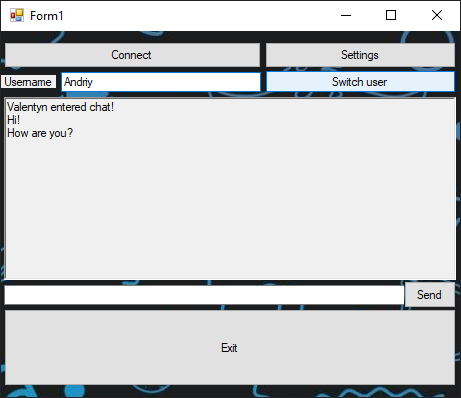 Form1
Connect
Settings
Username
Andriy
Switch user
Valentyn entered chat!
Hi!
How are you?
Send
Exit